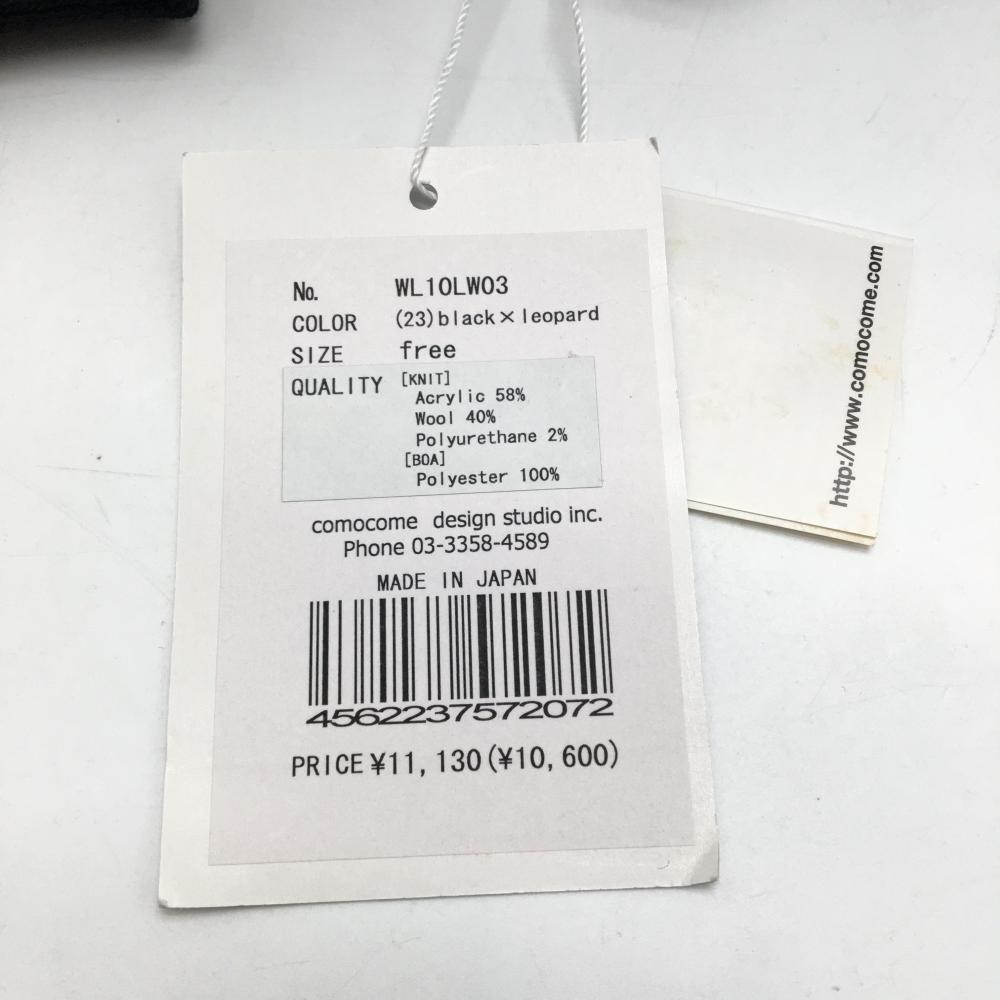 No. WL10LW03
COLOR (23)black×leopard
SIZE free
QUALITY [KNIT]
Acrylic 58%
Wool 40%
Polyurethane 2%
[BOA]
Polyester 100%
comocome design studio inc.
Phone 03-3358-4589
MADE IN JAPAN
4562237572072
PRICE ¥11,130(¥10,600)
http://www.comocome.com